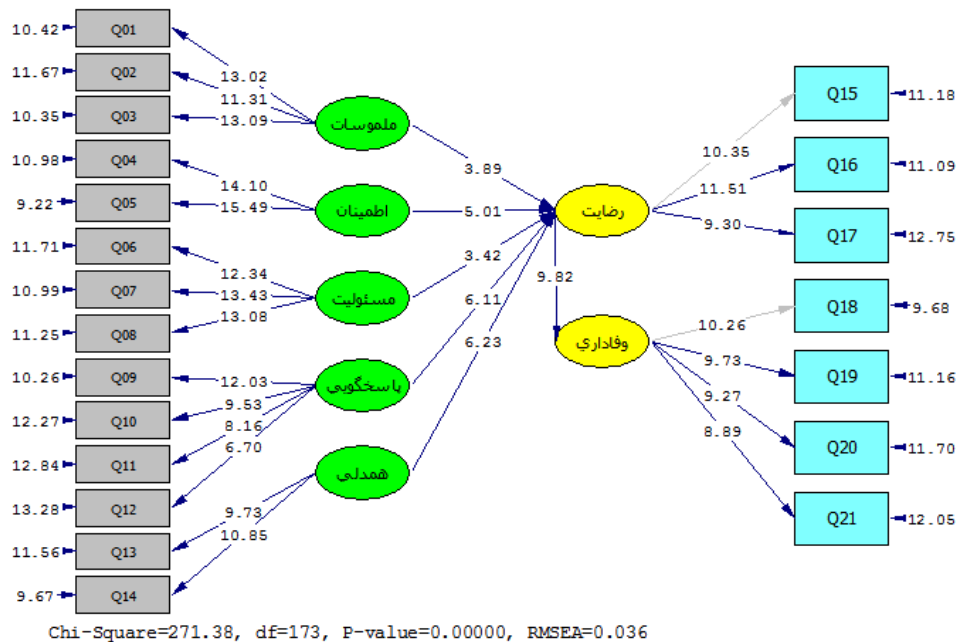 10.42 Q01
11.67 Q02
10.35 Q03
10.98 Q04
9.22 Q05
11.71 Q06
10.99 Q07
11.25 Q08
10.26 Q09
12.27 Q10
12.84 Q11
13.28 Q12
11.56 Q13
9.67 Q14
13.02
11.31
13.09
14.10
15.49
12.34
13.43
13.08
12.03
9.53
8.16
6.70
9.73
10.85
ملموسات
اطمينان
مسئوليت
پاسخگويي
همدلي
3.89
5.01
3.42
6.11
6.23
رضايت
9.82
وفاداري
10.35
11.51
9.30
10.26
9.73
9.27
8.89
Q15 11.18
Q16 11.09
Q17 12.75
Q18 9.68
Q19 11.16
Q20 11.70
Q21 12.05
Chi-Square=271.38, df=173, P-value=0.00000, RMSEA=0.036